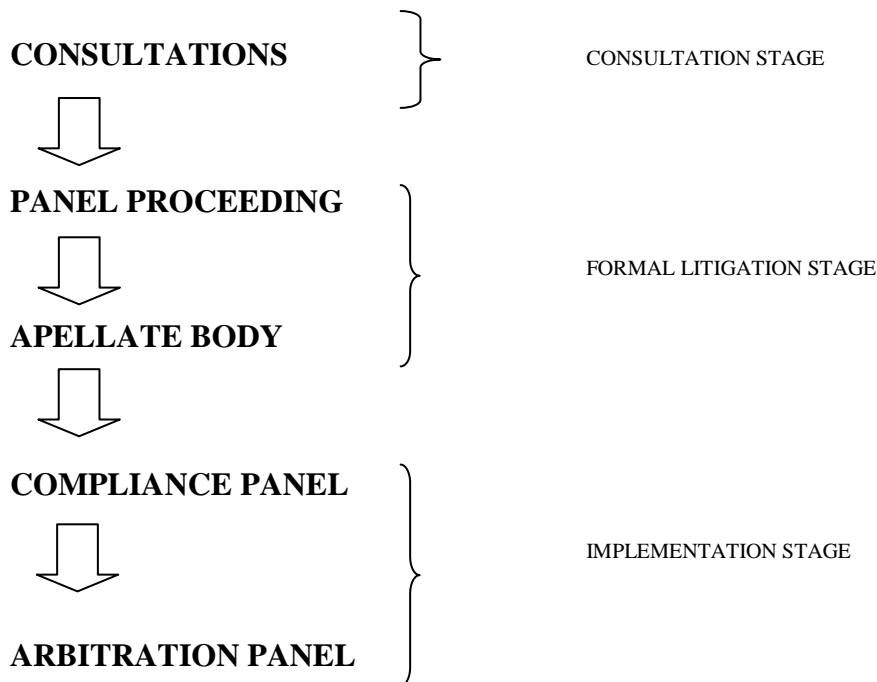 CONSULTATIONS
CONSULTATION STAGE
PANEL PROCEEDING
FORMAL LITIGATION STAGE
APELLATE BODY
COMPLIANCE PANEL
IMPLEMENTATION STAGE
ARBITRATION PANEL